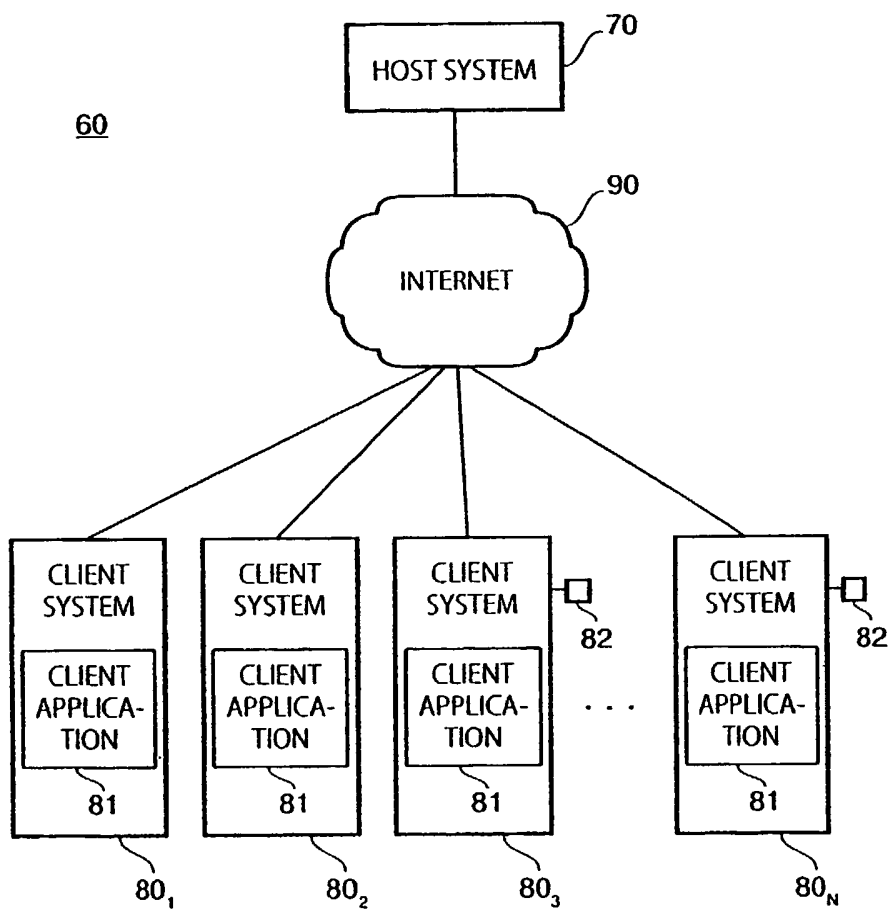 70
HOST SYSTEM
60
90
INTERNET
CLIENT SYSTEM
CLIENT SYSTEM
CLIENT SYSTEM
CLIENT SYSTEM
82
82
CLIENT APPLICA-
TION
CLIENT APPLICA-
TION
CLIENT APPLICA-
TION
. . .
CLIENT APPLICA-
TION
81
81
81
81
80₁
80₂
80₃
80N